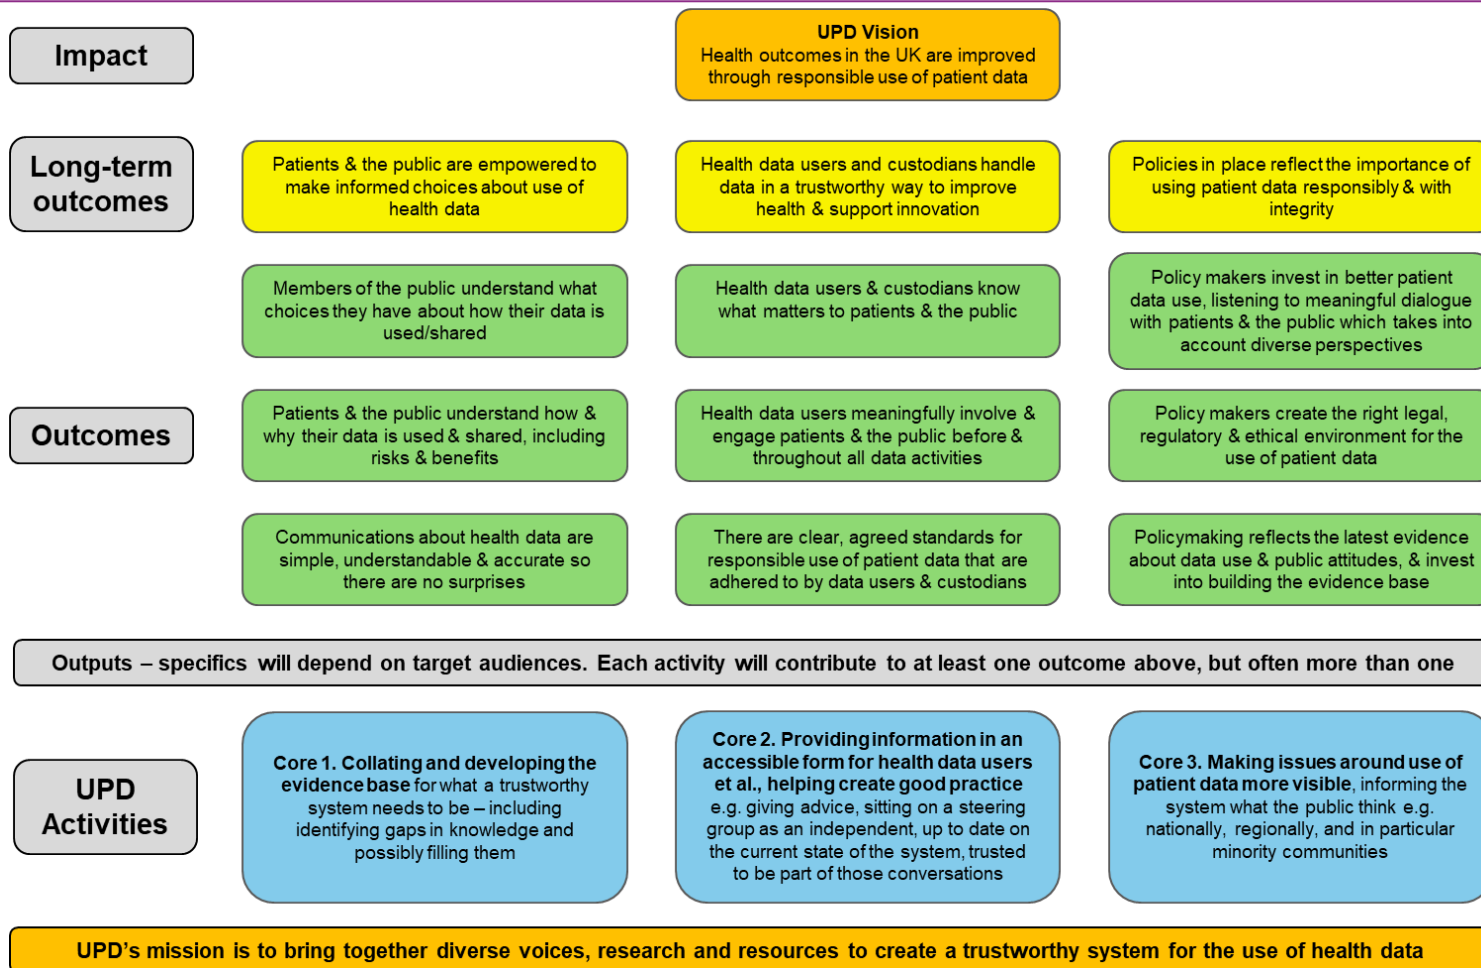 Impact
UPD Vision
Health outcomes in the UK are improved
through responsible use of patient data
Long-term
outcomes
Patients & the public are empowered to
make informed choices about use of
health data
Health data users and custodians handle
data in a trustworthy way to improve
health & support innovation
Policies in place reflect the importance of
using patient data responsibly & with
integrity
Members of the public understand what
choices they have about how their data is
used/shared
Health data users & custodians know
what matters to patients & the public
Policy makers invest in better patient
data use, listening to meaningful dialogue
with patients & the public which takes into
account diverse perspectives
Outcomes
Patients & the public understand how &
why their data is used & shared, including
risks & benefits
Health data users meaningfully involve &
engage patients & the public before &
throughout all data activities
Policy makers create the right legal,
regulatory & ethical environment for the
use of patient data
Communications about health data are
simple, understandable & accurate so
there are no surprises
There are clear, agreed standards for
responsible use of patient data that are
adhered to by data users & custodians
Policymaking reflects the latest evidence
about data use & public attitudes, & invest
into building the evidence base
Outputs – specifics will depend on target audiences. Each activity will contribute to at least one outcome above, but often more than one
UPD
Activities
Core 1. Collating and developing the
evidence base for what a trustworthy
system needs to be – including
identifying gaps in knowledge and
possibly filling them
Core 2. Providing information in an
accessible form for health data users
et al., helping create good practice
e.g. giving advice, sitting on a steering
group as an independent, up to date on
the current state of the system, trusted
to be part of those conversations
Core 3. Making issues around use of
patient data more visible, informing the
system what the public think e.g.
nationally, regionally, and in particular
minority communities
UPD's mission is to bring together diverse voices, research and resources to create a trustworthy system for the use of health data